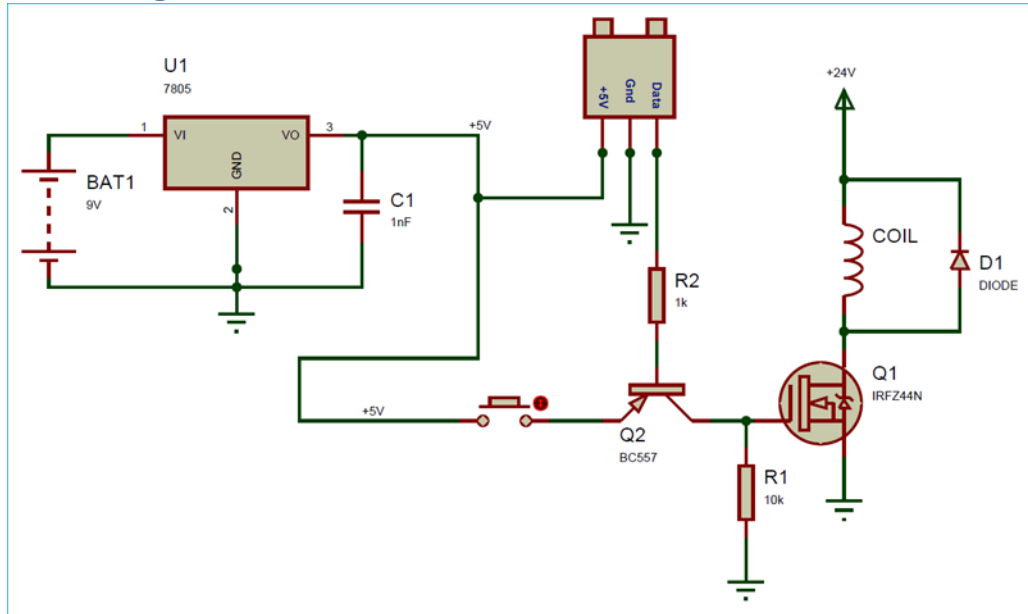 U1
7805
1
VI
VO
3
GND
2
+5V
BAT1
9V
C1
1nF
+5V
Gnd
Data
+24V
COIL
D1
DIODE
R2
1k
Q1
IRFZ44N
+5V
Q2
BC557
R1
10k